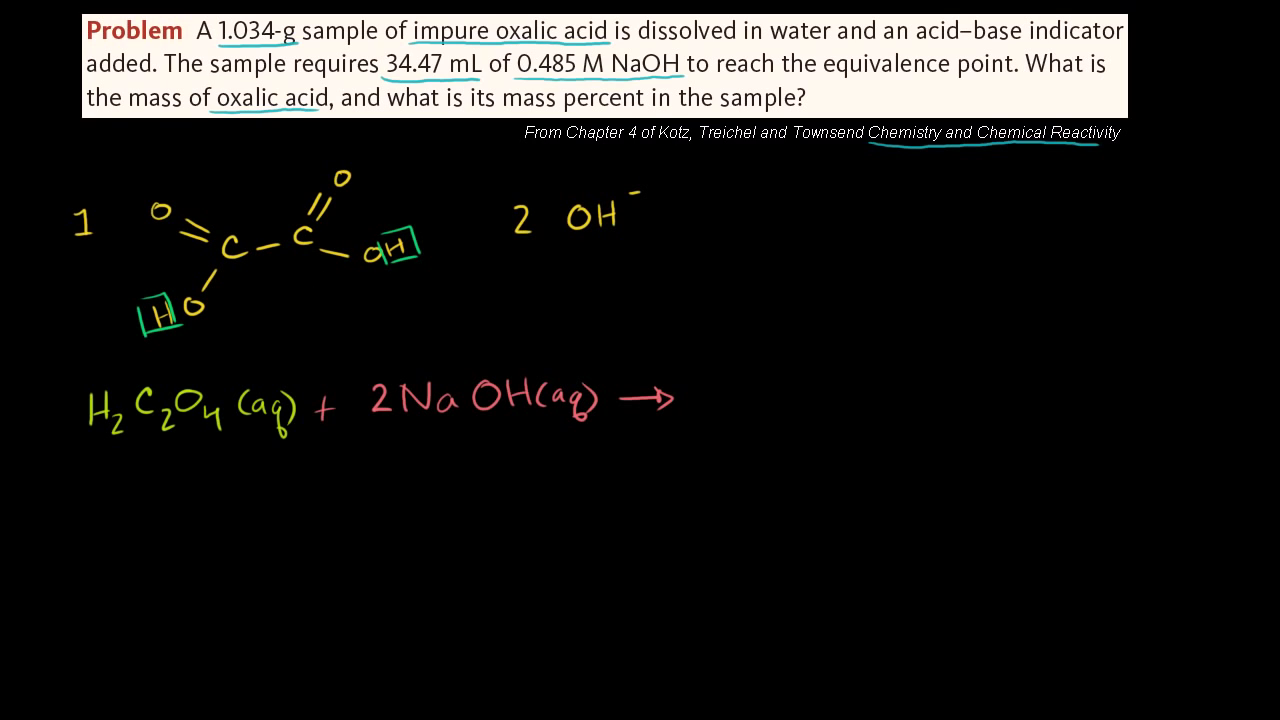 Problem A 1.034-g sample of impure oxalic acid is dissolved in water and an acid–base indicator
added. The sample requires 34.47 mL of 0.485 M NaOH to reach the equivalence point. What is
the mass of oxalic acid, and what is its mass percent in the sample?
From Chapter 4 of Kotz, Treichel and Townsend Chemistry and Chemical Reactivity
O
1 O = C – C = O – OH 2 OH⁻
HO
H₂C₂O₄ (aq) + 2NaOH(aq) →